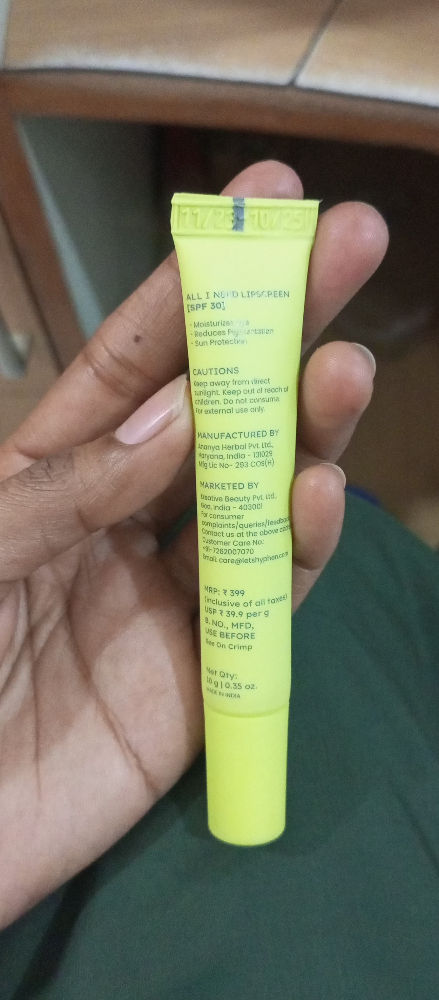 11/23 10/25
ALL I NEED LIPSCREEN
[SPF 30]
- Moisturizes
- Reduces Pigmentation
- Sun Protection
CAUTIONS
Keep away from direct
sunlight. Keep out of reach of
children. Do not consume.
For external use only.
MANUFACTURED BY
Ananya Herbal Pvt. Ltd.,
Haryana, India - 131029
Mfg Lic No- 293 COS(H)
MARKETED BY
Creative Beauty Pvt. Ltd,
Goa, India - 403001
For consumer
complaints/queries/feedback
Contact us at the above
Customer Care No.:
+91-7262007070
Email: care@letshyphen.com
MRP: ₹ 399
(inclusive of all taxes)
USP ₹ 39.9 per g
B.NO., MFD,
USE BEFORE
See On Crimp
Net Qty:
10 g | 0.35 oz.
MADE IN INDIA